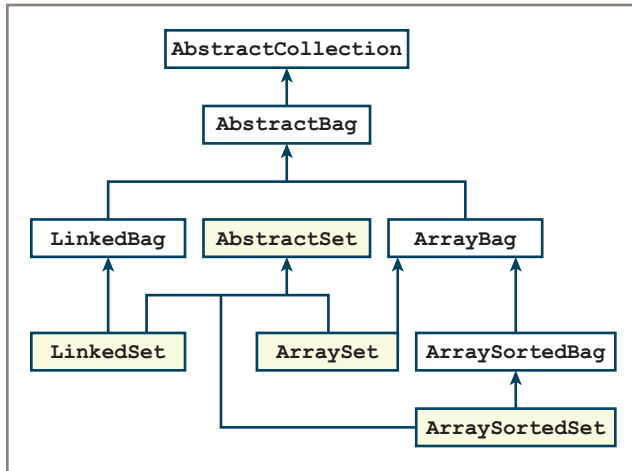 AbstractCollection
AbstractBag
LinkedBag
AbstractSet
ArrayBag
LinkedSet
ArraySet
ArraySortedBag
ArraySortedSet